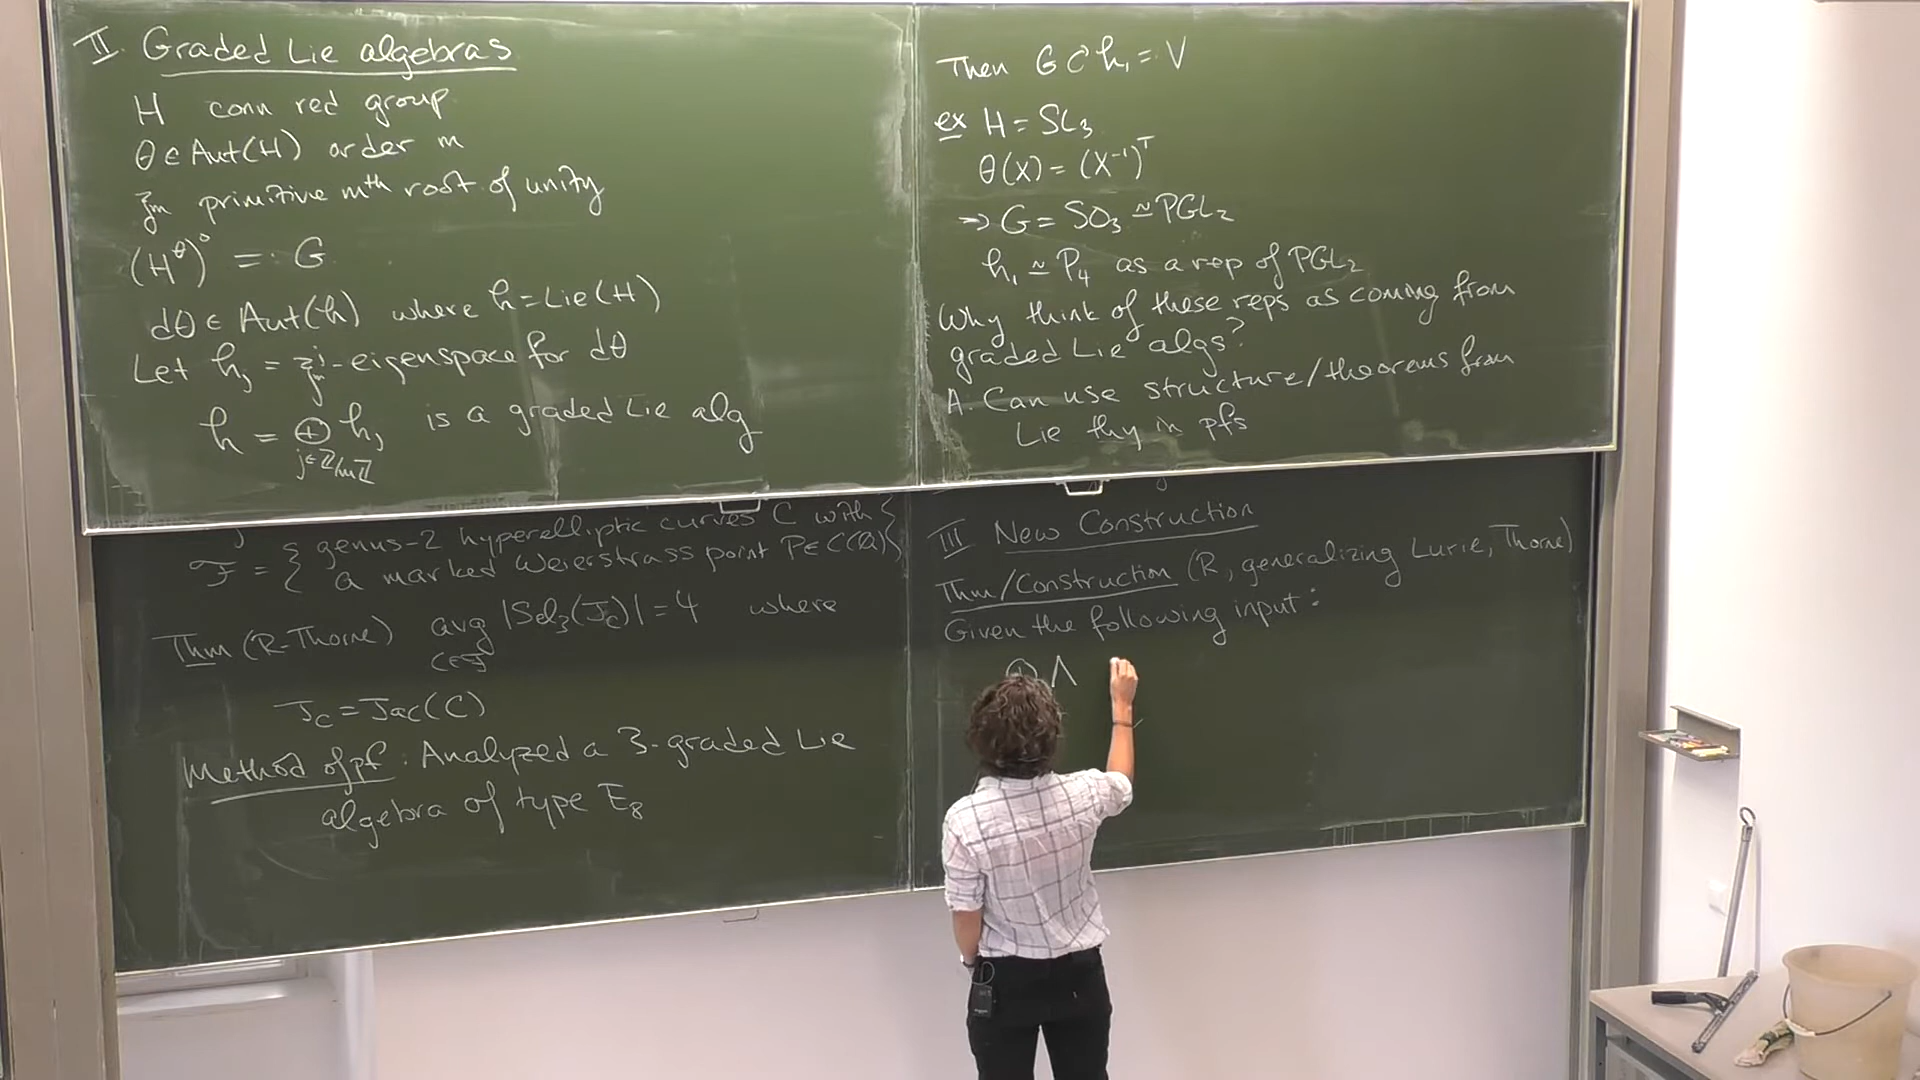 II. Graded Lie algebras
H conn red group
θ ∈ Aut(H) order m
ζₘ primitive mᵗʰ root of unity
(H^θ)° =: G
dθ ∈ Aut(h) where h = Lie(H)
Let hⱼ = ζₘʲ-eigenspace for dθ
h = ⊕ hⱼ is a graded Lie alg
j∈ℤ/mℤ
Then G ↻ h₁ = V
ex H = SL₃
θ(X) = (X⁻¹)ᵀ
⇒ G = SO₃ ≃ PGL₂
h₁ ≃ P₄ as a rep of PGL₂
Why think of these reps as coming from
graded Lie algs?
A. Can use structure/theorems from
Lie thy in pfs
F = { genus-2 hyperelliptic curves C with
a marked Weierstrass point P∈C(Q) }
Thm (R-Thorne) avg |Sel₃(J_C)| = 4 where
C∈F
J_C = Jac(C)
Method of pf: Analyzed a 3-graded Lie
algebra of type E₈
III New Construction
Thm/Construction (R, generalizing Lurie, Thorne)
Given the following input:
Λ